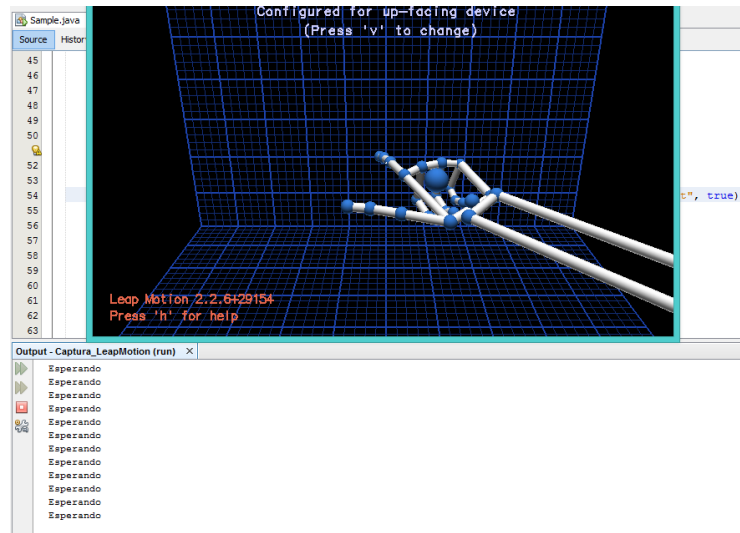 Sample.java
Configured for up-facing device
Source
Histor
(Press 'v' to change)
45
46
47
48
49
50
52
53
54
t", true)
55
56
57
58
59
60
61
62
63
Leap Motion 2.2.6+29154
Press 'h' for help
Output - Captura_LeapMotion (run) ×
Esperando
Esperando
Esperando
Esperando
Esperando
Esperando
Esperando
Esperando
Esperando
Esperando
Esperando
Esperando